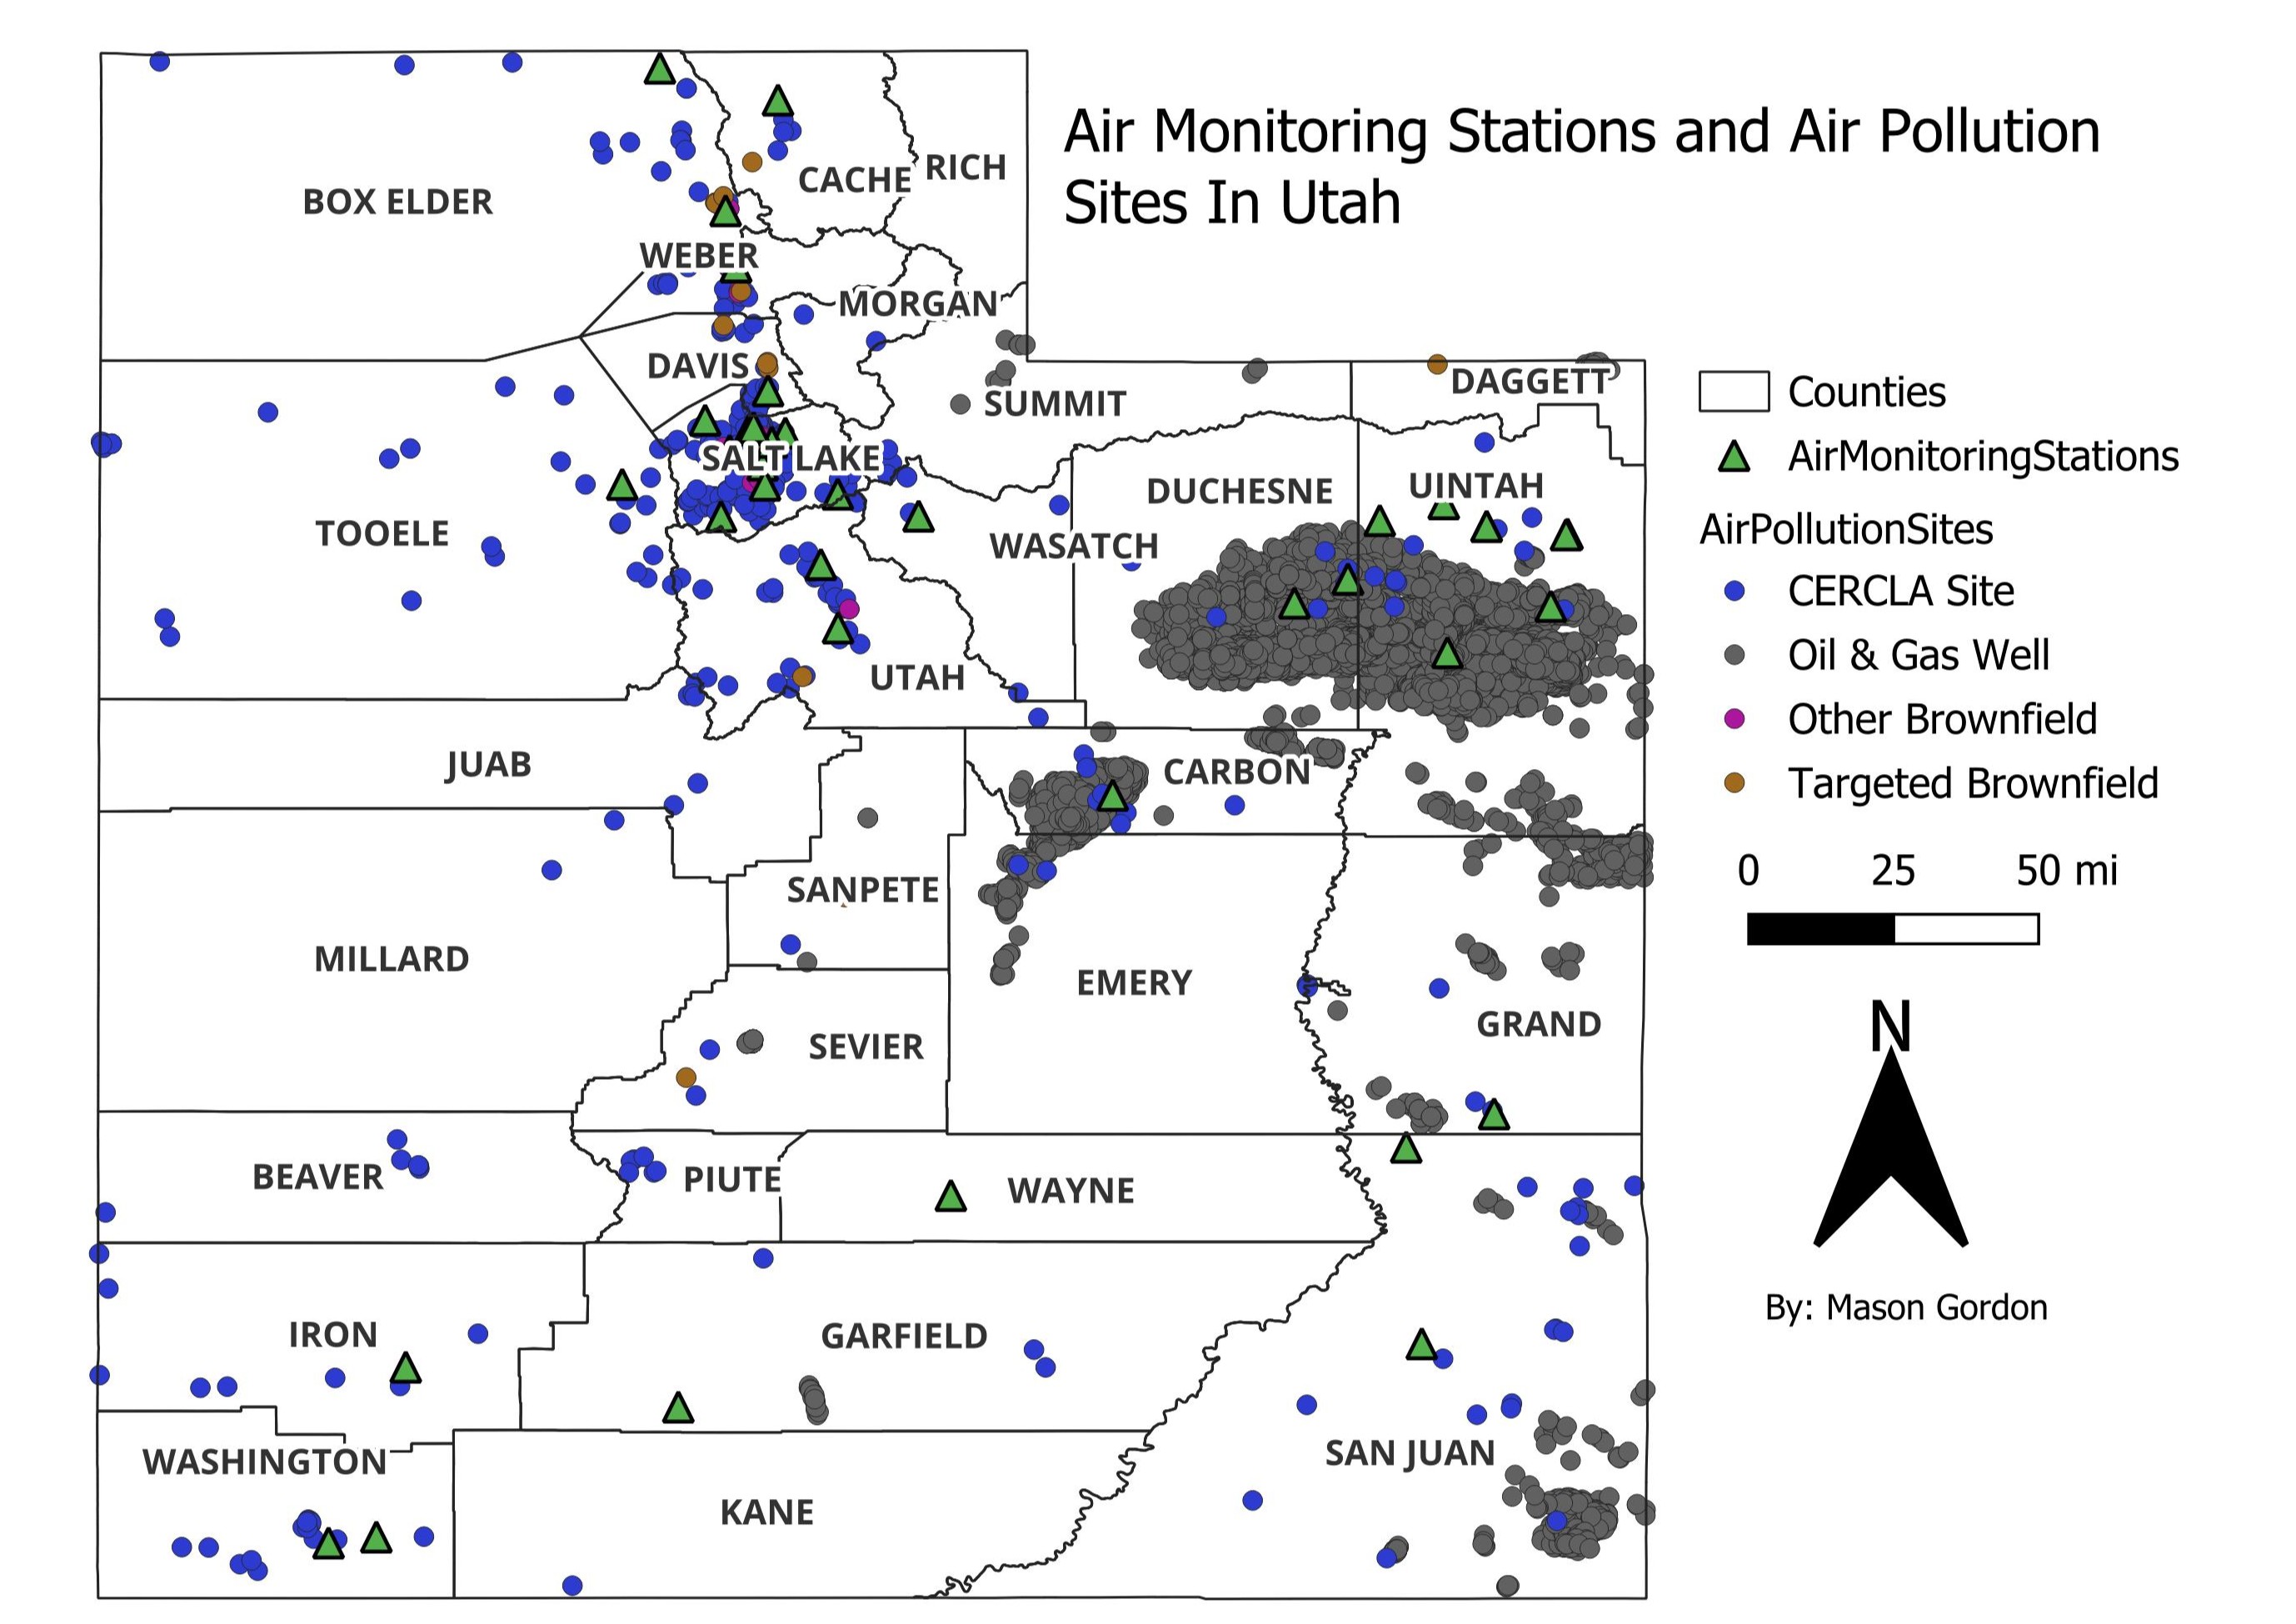 Air Monitoring Stations and Air Pollution
Sites In Utah
RICH
CACHE
BOX ELDER
WEBER
MORGAN
DAVIS
SUMMIT
DAGGETT
SALT LAKE
DUCHESNE
UINTAH
TOOELE
WASATCH
UTAH
JUAB
CARBON
SANPETE
MILLARD
EMERY
GRAND
SEVIER
BEAVER
PIUTE
WAYNE
IRON
GARFIELD
WASHINGTON
SAN JUAN
KANE
Counties
AirMonitoringStations
AirPollutionSites
CERCLA Site
Oil & Gas Well
Other Brownfield
Targeted Brownfield
0 25 50 mi
N
By: Mason Gordon